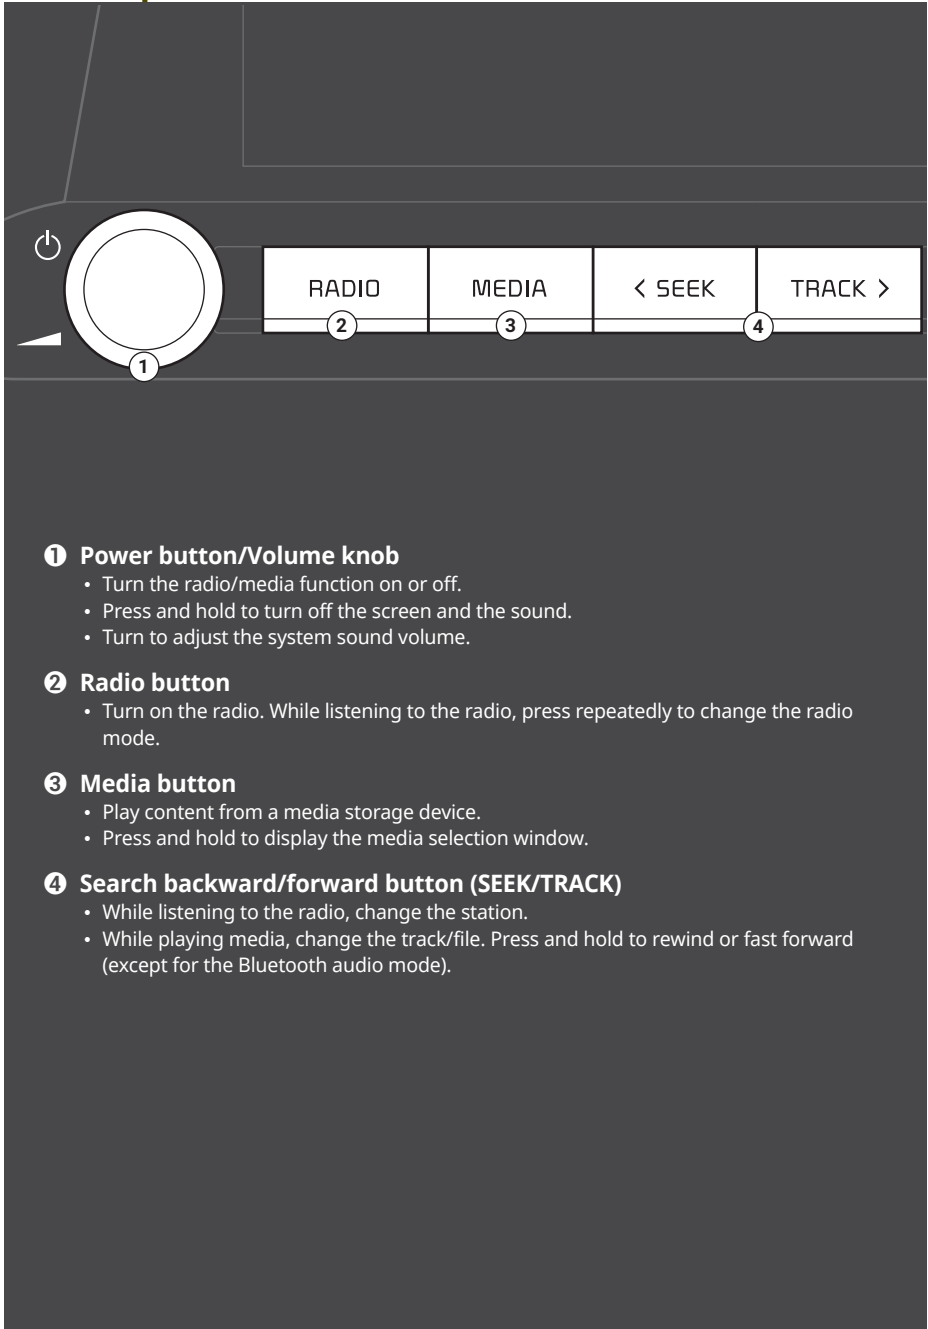 RADIO
MEDIA
< SEEK
TRACK >
2
3
4
1
❶ Power button/Volume knob
• Turn the radio/media function on or off.
• Press and hold to turn off the screen and the sound.
• Turn to adjust the system sound volume.
❷ Radio button
• Turn on the radio. While listening to the radio, press repeatedly to change the radio
mode.
❸ Media button
• Play content from a media storage device.
• Press and hold to display the media selection window.
❹ Search backward/forward button (SEEK/TRACK)
• While listening to the radio, change the station.
• While playing media, change the track/file. Press and hold to rewind or fast forward
(except for the Bluetooth audio mode).